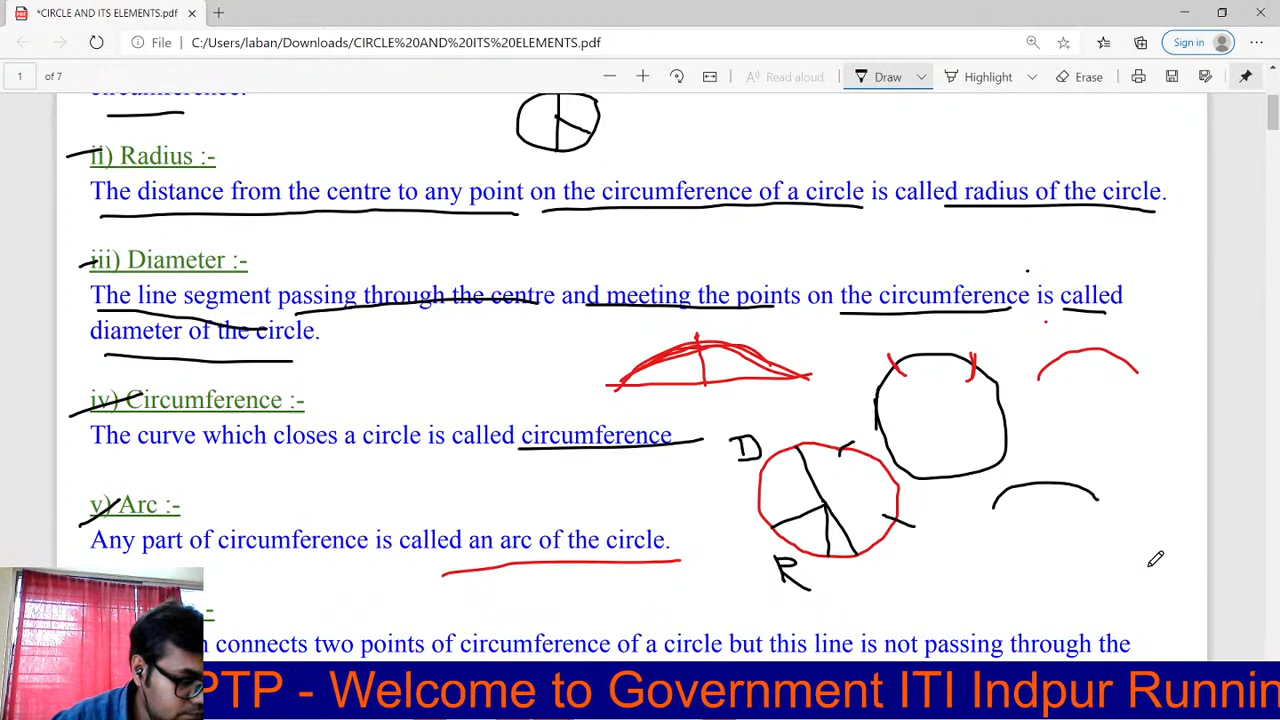 *CIRCLE AND ITS ELEMENTS.pdf
File C:/Users/laban/Downloads/CIRCLE%20AND%20ITS%20ELEMENTS.pdf Sign in
1 of 7 Read aloud Draw Highlight Erase
circumference.
ii) Radius :-
The distance from the centre to any point on the circumference of a circle is called radius of the circle.
iii) Diameter :-
The line segment passing through the centre and meeting the points on the circumference is called
diameter of the circle.
iv) Circumference :-
The curve which closes a circle is called circumference
D
v) Arc :-
Any part of circumference is called an arc of the circle.
R
connects two points of circumference of a circle but this line is not passing through the
PTP - Welcome to Government ITI Indpur